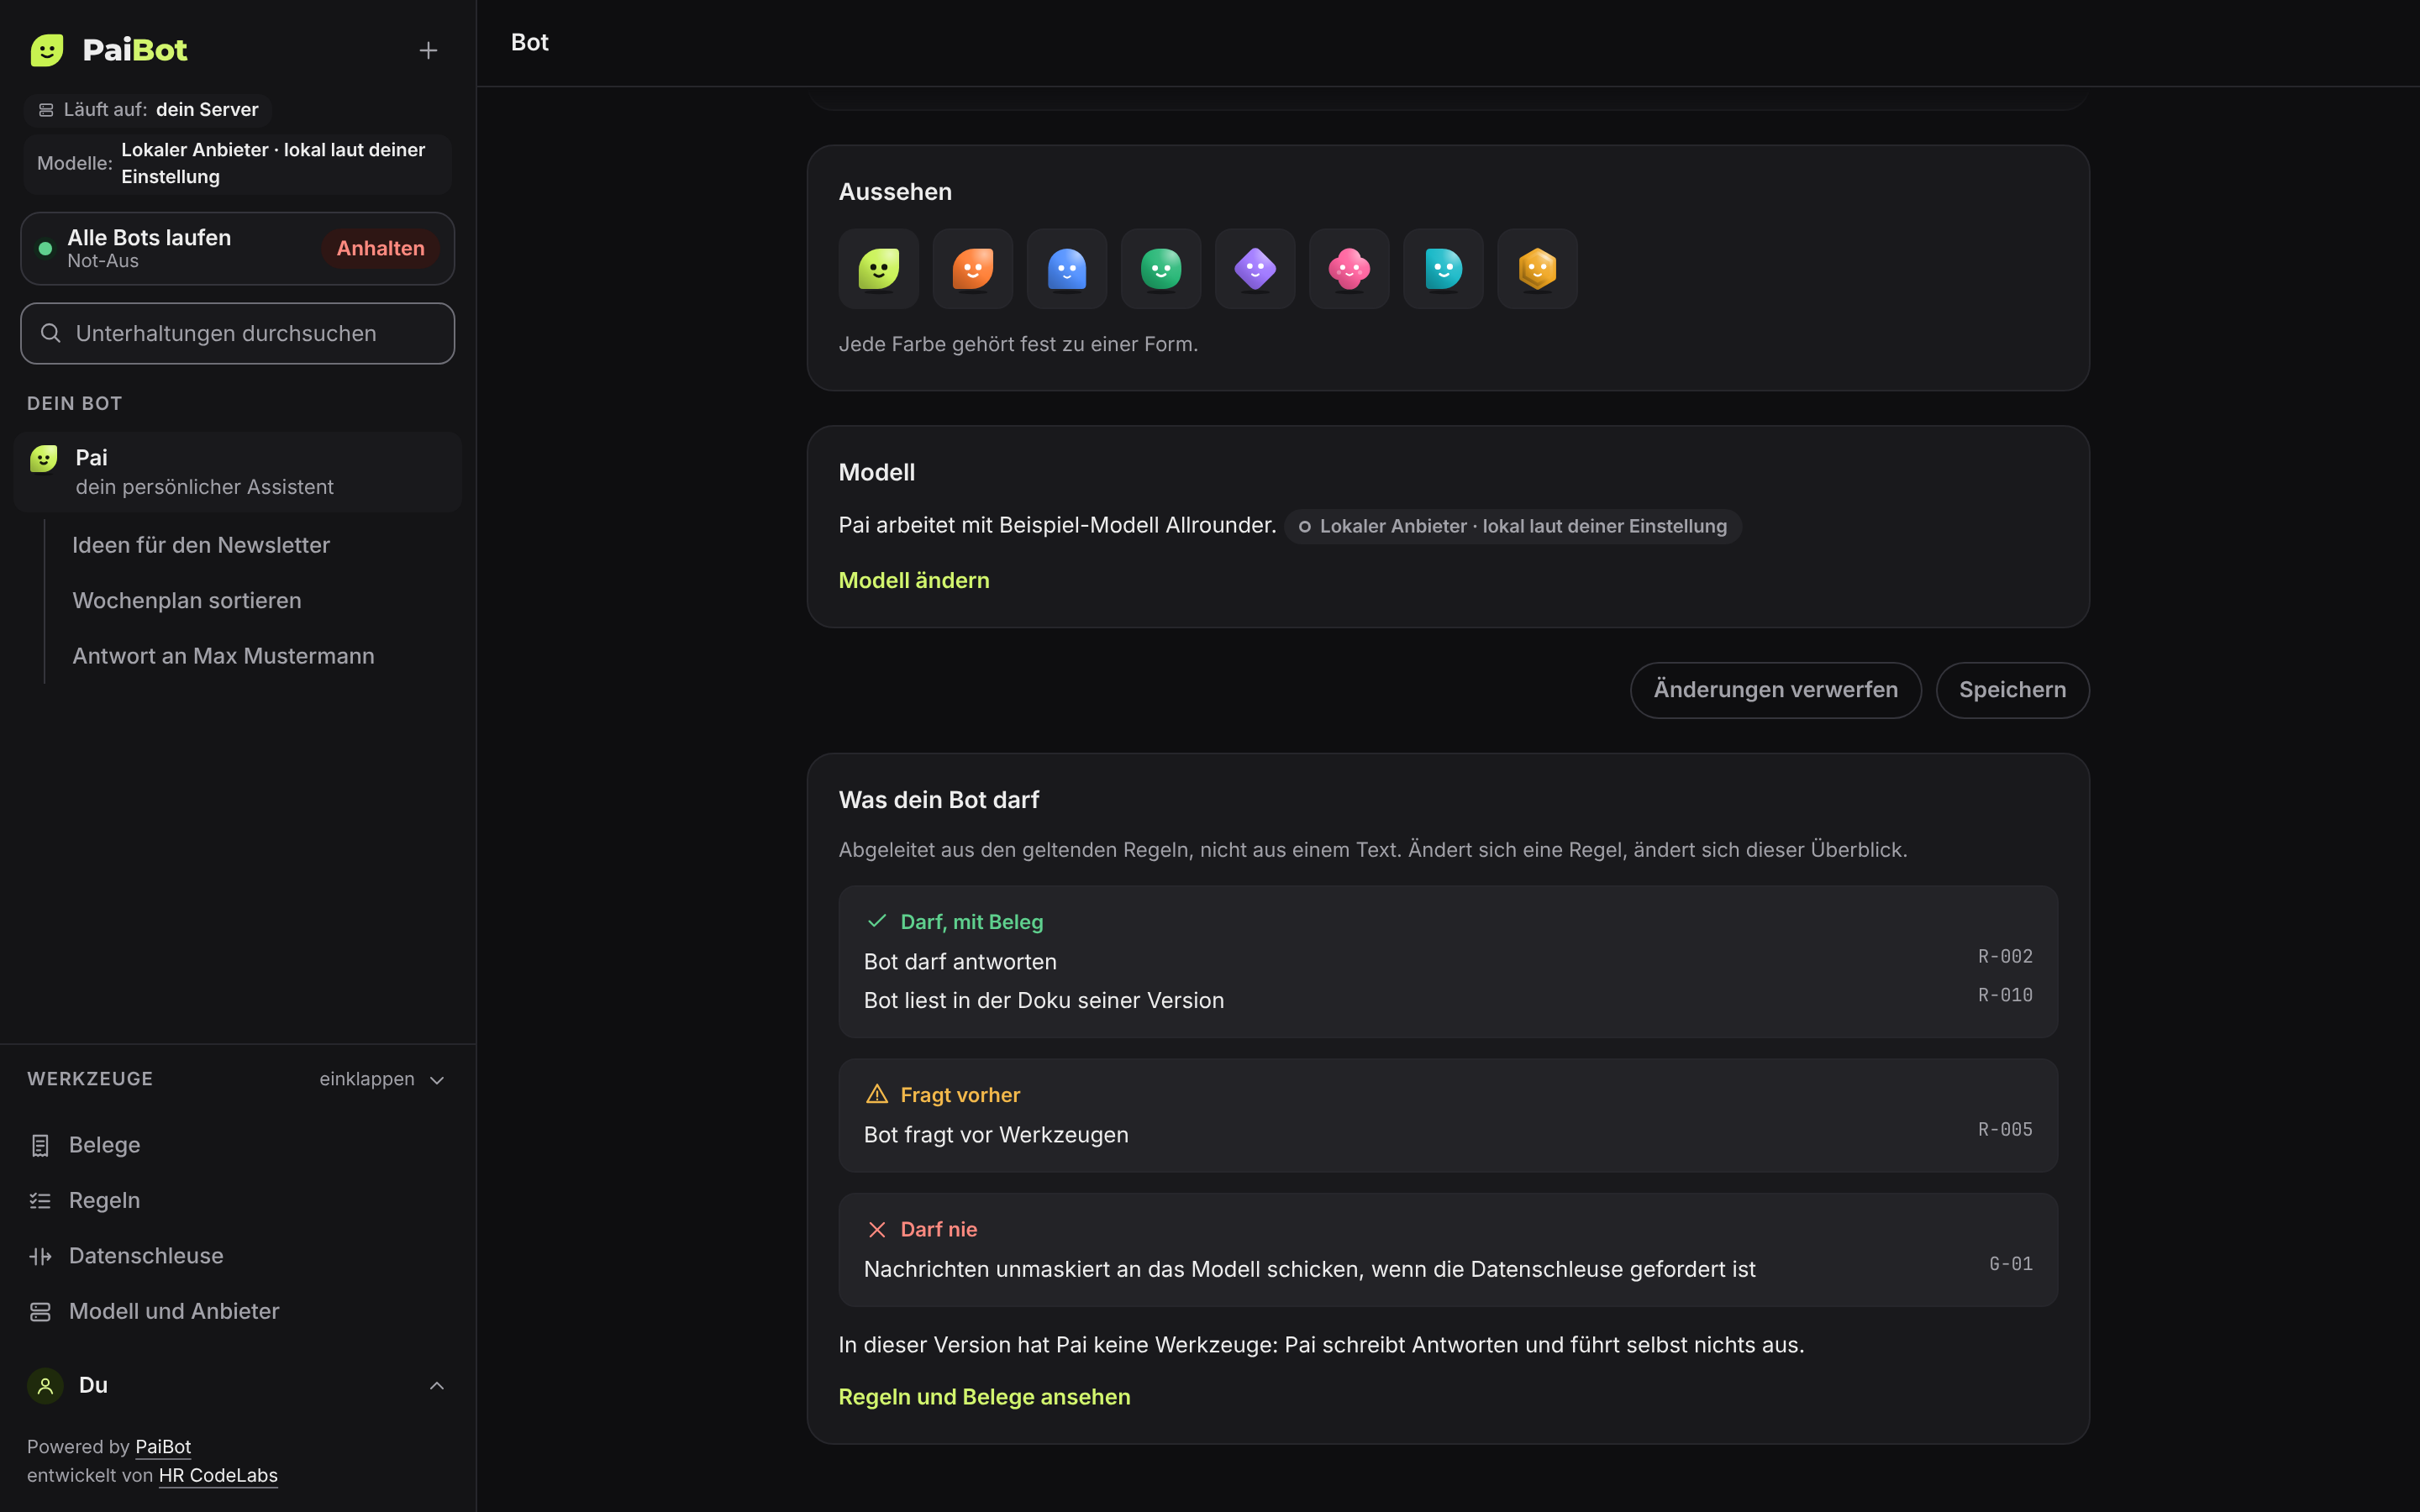 PaiBot
Läuft auf: dein Server
Modelle: Lokaler Anbieter · lokal laut deiner
Einstellung
Alle Bots laufen
Not-Aus
Anhalten
Unterhaltungen durchsuchen
DEIN BOT
Pai
dein persönlicher Assistent
Ideen für den Newsletter
Wochenplan sortieren
Antwort an Max Mustermann
WERKZEUGE
einklappen
Belege
Regeln
Datenschleuse
Modell und Anbieter
Du
Powered by PaiBot
entwickelt von HR CodeLabs
Bot
Aussehen
Jede Farbe gehört fest zu einer Form.
Modell
Pai arbeitet mit Beispiel-Modell Allrounder. Lokaler Anbieter · lokal laut deiner Einstellung
Modell ändern
Änderungen verwerfen
Speichern
Was dein Bot darf
Abgeleitet aus den geltenden Regeln, nicht aus einem Text. Ändert sich eine Regel, ändert sich dieser Überblick.
Darf, mit Beleg
Bot darf antworten R-002
Bot liest in der Doku seiner Version R-010
Fragt vorher
Bot fragt vor Werkzeugen R-005
Darf nie
Nachrichten unmaskiert an das Modell schicken, wenn die Datenschleuse gefordert ist G-01
In dieser Version hat Pai keine Werkzeuge: Pai schreibt Antworten und führt selbst nichts aus.
Regeln und Belege ansehen